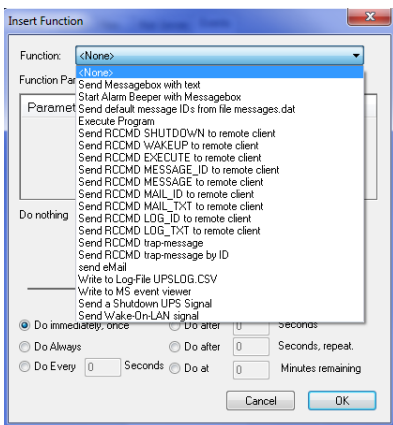 Insert Function
Function: <None>
<None>
Function Par
Send Messagebox with text
Start Alarm Beeper with Messagebox
Paramet
Send default message IDs from file messages.dat
Execute Program
Send RCCMD SHUTDOWN to remote client
Send RCCMD WAKEUP to remote client
Send RCCMD EXECUTE to remote client
Send RCCMD MESSAGE_ID to remote client
Send RCCMD MESSAGE to remote client
Send RCCMD MAIL_ID to remote client
Send RCCMD MAIL_TXT to remote client
Do nothing
Send RCCMD LOG_ID to remote client
Send RCCMD LOG_TXT to remote client
Send RCCMD trap-message
Send RCCMD trap-message by ID
send eMail
Write to Log-File UPSLOG.CSV
Write to MS event viewer
Send a Shutdown UPS Signal
Send Wake-On-LAN signal
Do immediately, once Do after 0 Seconds
Do Always Do after 0 Seconds, repeat.
Do Every 0 Seconds Do at 0 Minutes remaining
Cancel OK